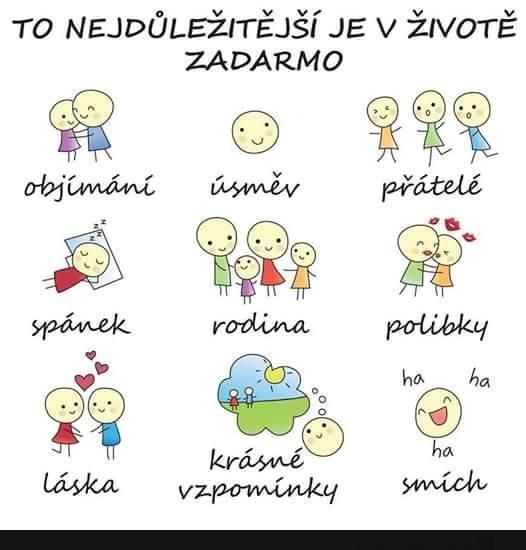 TO NEJDŮLEŽITĚJŠÍ JE V ŽIVOTĚ
ZADARMO
objímání
úsměv
přátelé
z z
z z
spánek
rodina
polibky
láska
krásné
vzpomínky
ha
ha
ha
smích